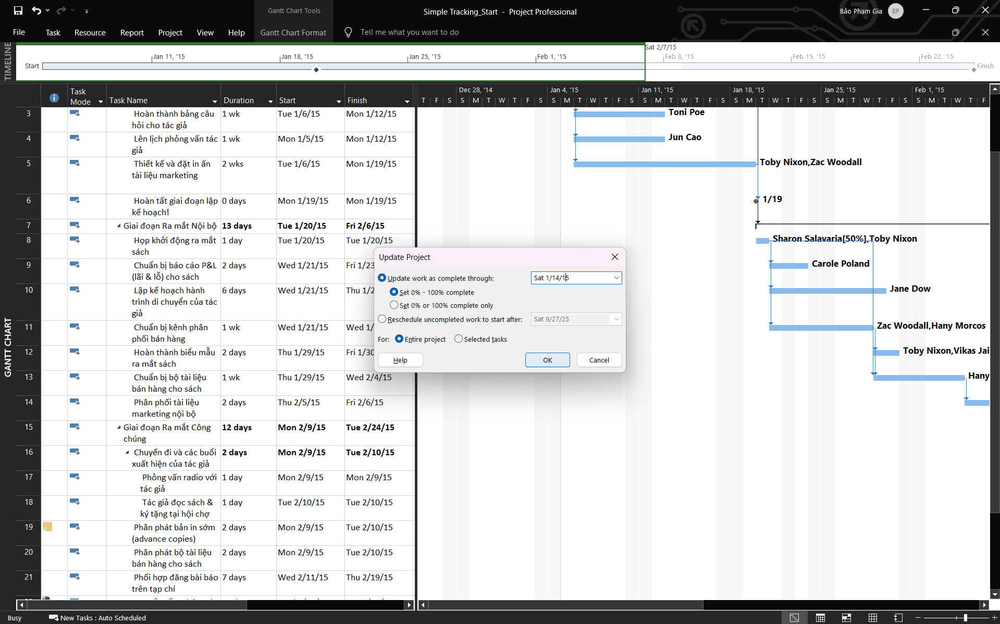 Gantt Chart Tools
Simple Tracking_Start - Project Professional
Bảo Phạm Gia
BP
File
Task
Resource
Report
Project
View
Help
Gantt Chart Format
Tell me what you want to do
TIMELINE
Sat 2/7/15
Jan 11, '15
Jan 18, '15
Jan 25, '15
Feb 1, '15
Feb 8, '15
Feb 15, '15
Feb 22, '15
Start
Finish
GANTT CHART
Task Mode
Task Name
Duration
Start
Finish
Dec 28, '14
Jan 4, '15
Jan 11, '15
Jan 18, '15
Jan 25, '15
Feb 1, '15
T F S S M T W T F S S M T W T F S S M T W T F S S M T W T F S S M T W T F S S M T W T F
3 Hoàn thành bảng câu 1 wk Tue 1/6/15 Mon 1/12/15
hỏi cho tác giả
4 Lên lịch phỏng vấn tác 1 wk Mon 1/5/15 Mon 1/12/15
giả
5 Thiết kế và đặt in ấn 2 wks Tue 1/6/15 Mon 1/19/15
tài liệu marketing
6 Hoàn tất giai đoạn lập 0 days Mon 1/19/15 Mon 1/19/15
kế hoạch!
7 Giai đoạn Ra mắt Nội bộ 13 days Tue 1/20/15 Fri 2/6/15
8 Họp khởi động ra mắt 1 day Tue 1/20/15 Tue 1/20/15
sách
9 Chuẩn bị báo cáo P&L 2 days Wed 1/21/15 Fri 1/23
(lãi & lỗ) cho sách
10 Lập kế hoạch hành 6 days Wed 1/21/15 Thu 1/2
trình di chuyển của tác
giả
11 Chuẩn bị kênh phân 1 wk Wed 1/21/15 Wed 1/
phối bán hàng
12 Hoàn thành biểu mẫu 2 days Thu 1/29/15 Fri 1/30
ra mắt sách
13 Chuẩn bị bộ tài liệu 1 wk Thu 1/29/15 Wed 2/4/15
bán hàng cho sách
14 Phân phối tài liệu 2 days Thu 2/5/15 Fri 2/6/15
marketing nội bộ
15 Giai đoạn Ra mắt Công 12 days Mon 2/9/15 Tue 2/24/15
chúng
16 Chuyến đi và các buổi 2 days Mon 2/9/15 Tue 2/10/15
xuất hiện của tác giả
17 Phỏng vấn radio với 1 day Mon 2/9/15 Mon 2/9/15
tác giả
18 Tác giả đọc sách & 1 day Tue 2/10/15 Tue 2/10/15
ký tặng tại hội chợ
19 Phân phát bản in sớm 2 days Mon 2/9/15 Tue 2/10/15
(advance copies)
20 Phân phát bộ tài liệu 2 days Mon 2/9/15 Tue 2/10/15
bán hàng cho sách
21 Phối hợp đăng bài báo 7 days Wed 2/11/15 Thu 2/19/15
trên tạp chí
Toni Poe
Jun Cao
Toby Nixon,Zac Woodall
1/19
Sharon Salavaria[50%],Toby Nixon
Carole Poland
Jane Dow
Zac Woodall,Hany Morcos
Toby Nixon,Vikas Jai
Hany
Update Project
Update work as complete through:
Sat 1/14/15
Set 0% - 100% complete
Set 0% or 100% complete only
Reschedule uncompleted work to start after:
Sat 9/27/25
For:
Entire project
Selected tasks
Help
OK
Cancel
Busy
New Tasks : Auto Scheduled